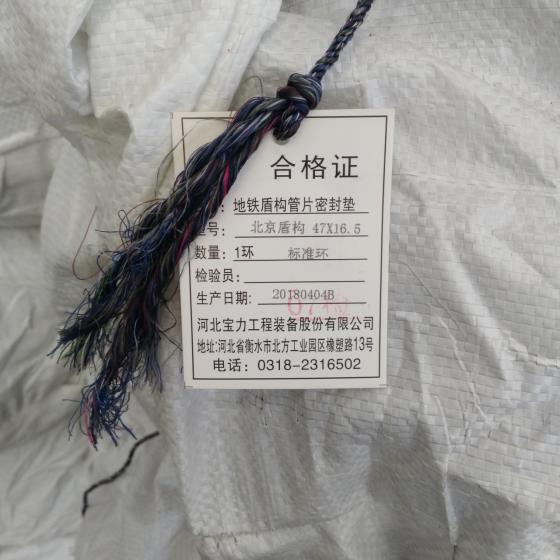 合格证
：地铁盾构管片密封垫
型号：北京盾构 47X16.5
数量：1环 标准环
检验员：
生产日期：20180404B
河北宝力工程装备股份有限公司
地址:河北省衡水市北方工业园区橡塑路13号
电话：0318-2316502